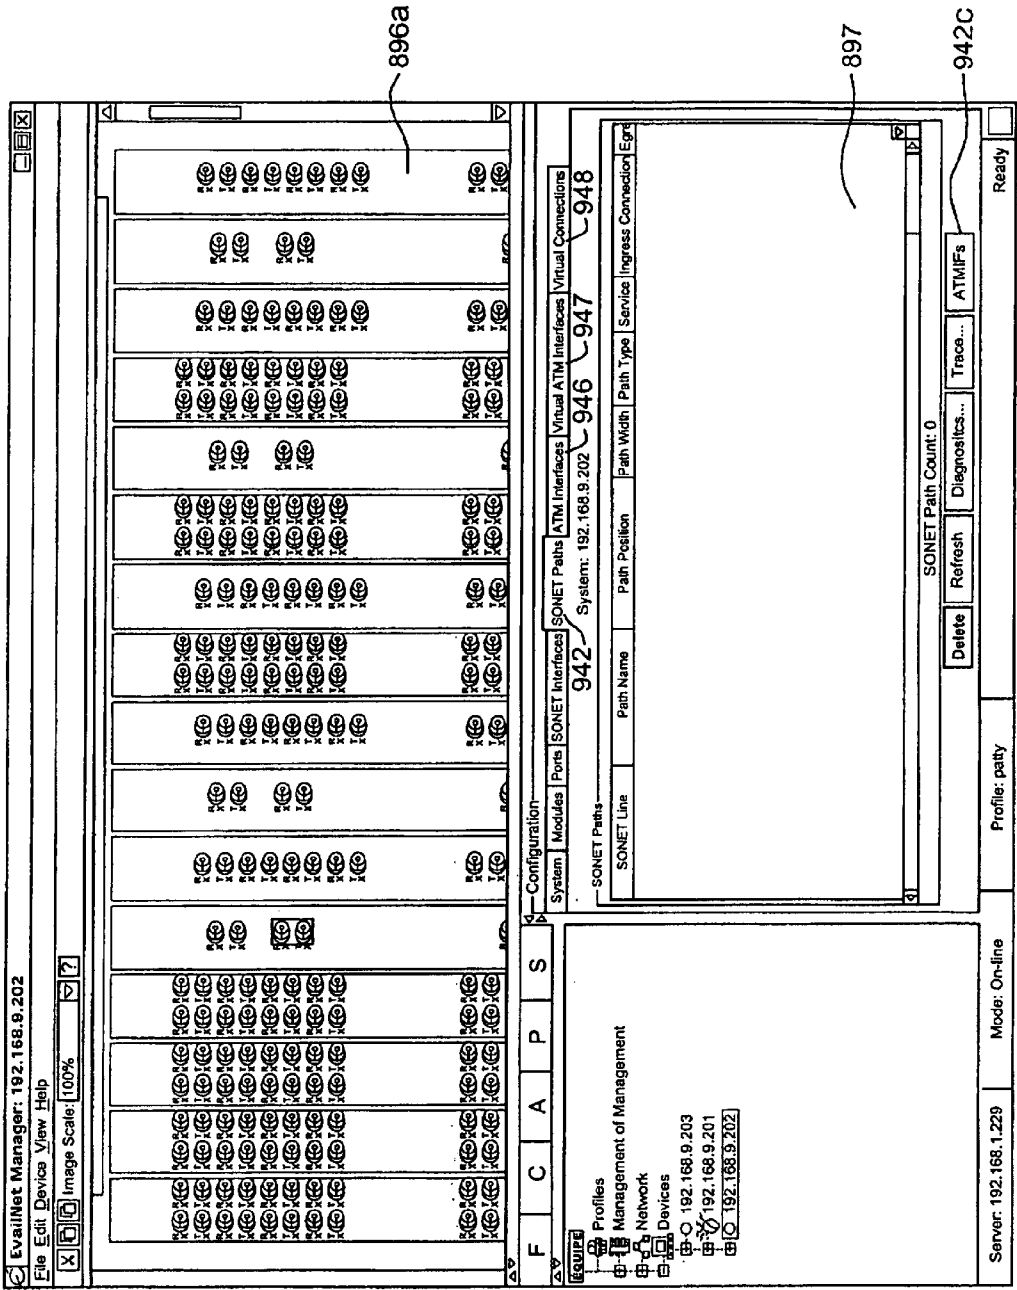 EvailNet Manager: 192.168.9.202
File Edit Device View Help
Image Scale: 100%
?
896a
F C A P S
EQUIPE
Profiles
Management of Management
Network
Devices
192.168.9.203
192.168.9.201
192.168.9.202
Configuration
System Modules Ports SONET Interfaces SONET Paths ATM Interfaces Virtual ATM Interfaces Virtual Connections
942 946 947 948
System: 192.168.9.202
SONET Paths
SONET Line Path Name Path Position Path Width Path Type Service Ingress Connection Egre
897
SONET Path Count: 0
Delete Refresh Diagnositcs... Trace... ATMIFs
942C
Server: 192.168.1.229 Mode: On-line Profile: patty Ready